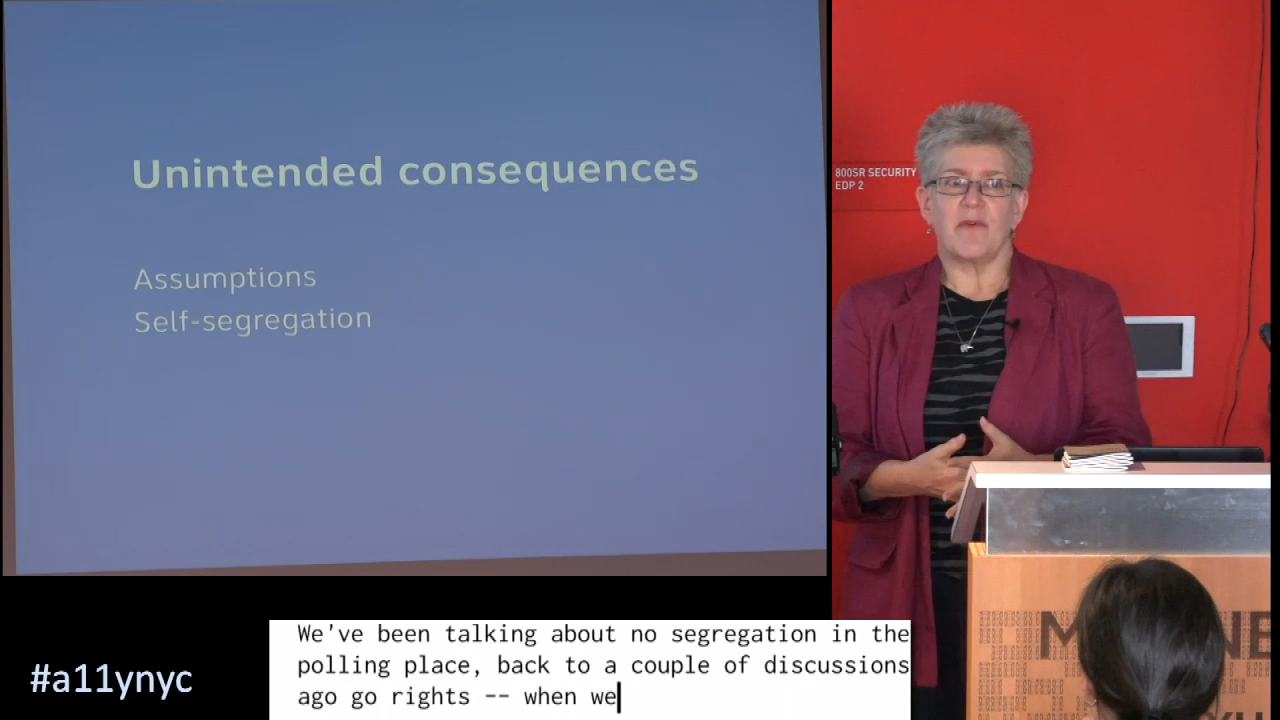 Unintended consequences
Assumptions
Self-segregation
800SR SECURITY
EDP 2
#a11ynyc
We've been talking about no segregation in the
polling place, back to a couple of discussions
ago go rights -- when we